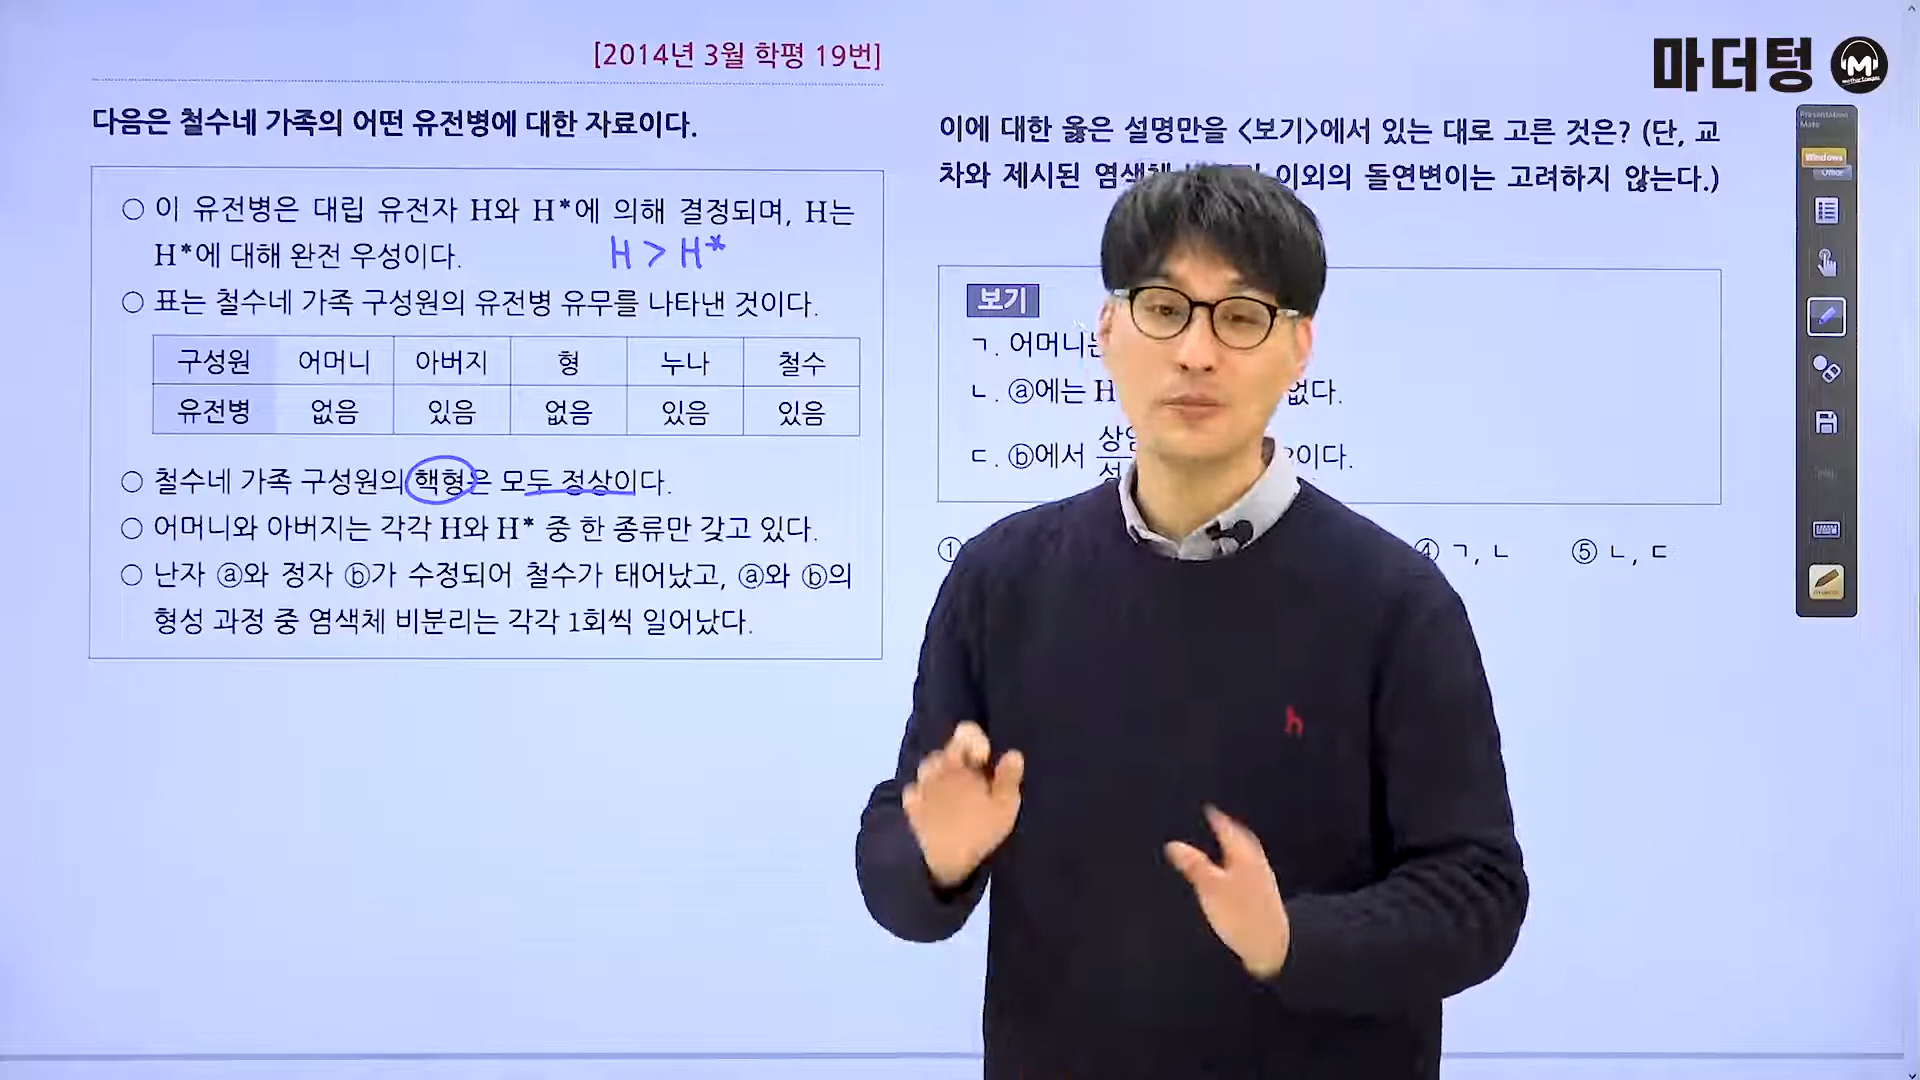 [2014년 3월 학평 19번]
마더텅
다음은 철수네 가족의 어떤 유전병에 대한 자료이다.
○ 이 유전병은 대립 유전자 H와 H*에 의해 결정되며, H는
H*에 대해 완전 우성이다.
H > H*
○ 표는 철수네 가족 구성원의 유전병 유무를 나타낸 것이다.
구성원 어머니 아버지 형 누나 철수
유전병 없음 있음 없음 있음 있음
○ 철수네 가족 구성원의 핵형은 모두 정상이다.
○ 어머니와 아버지는 각각 H와 H* 중 한 종류만 갖고 있다.
○ 난자 ⓐ와 정자 ⓑ가 수정되어 철수가 태어났고, ⓐ와 ⓑ의
형성 과정 중 염색체 비분리는 각각 1회씩 일어났다.
이에 대한 옳은 설명만을 <보기>에서 있는 대로 고른 것은? (단, 교
차와 제시된 이외의 돌연변이는 고려하지 않는다.)
보기
ㄱ. 어머니
ㄴ. ⓐ에는 H 없다.
ㄷ. ⓑ에서 이다.
① ④ ㄱ, ㄴ ⑤ ㄴ, ㄷ
Presentation
Mate
Windows
Office
h